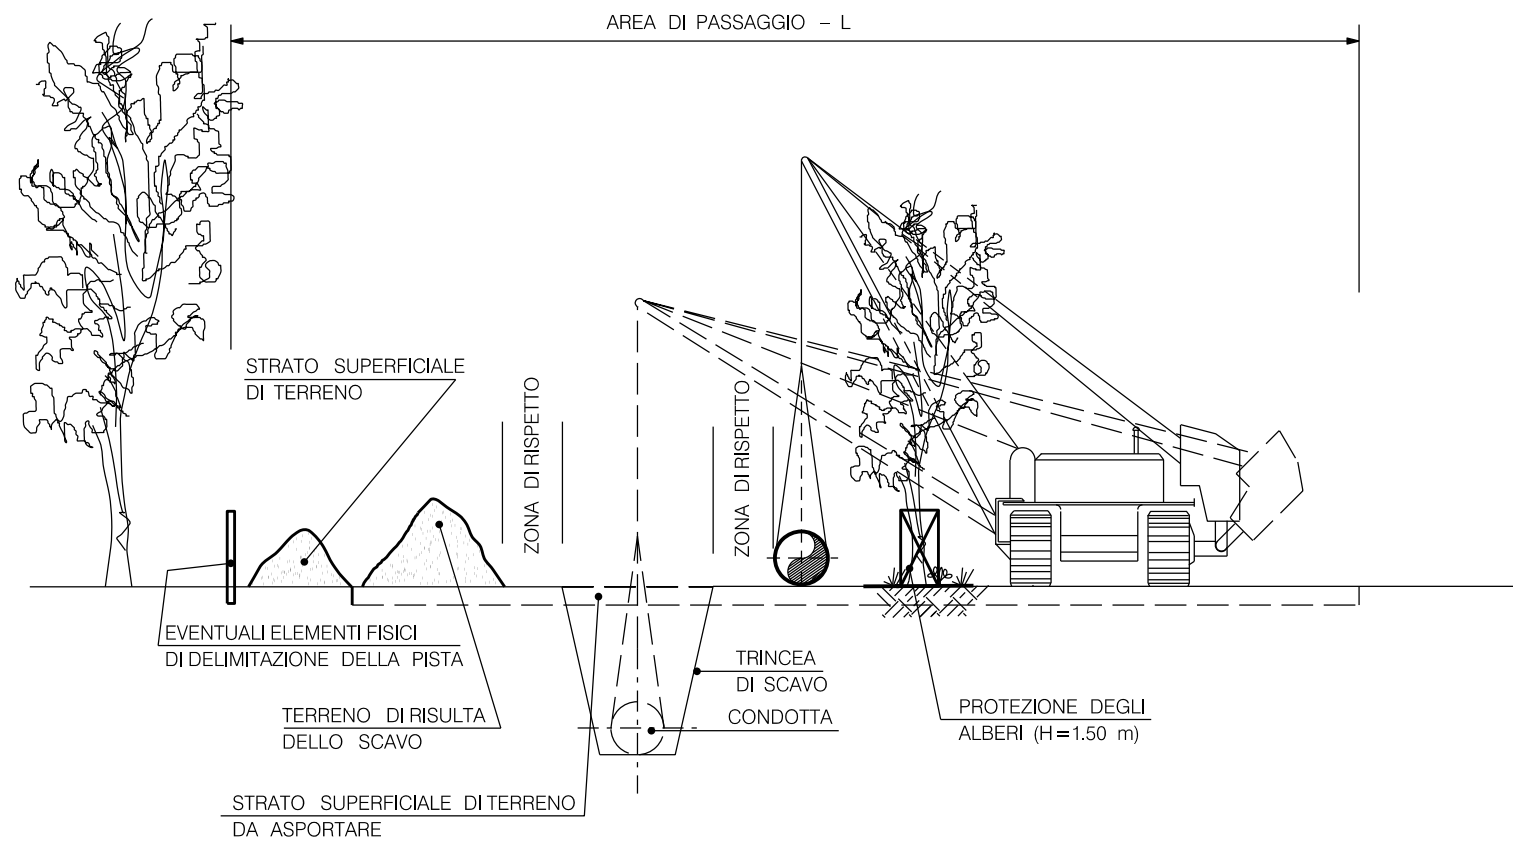 AREA DI PASSAGGIO - L
STRATO SUPERFICIALE
DI TERRENO
ZONA DI RISPETTO
ZONA DI RISPETTO
EVENTUALI ELEMENTI FISICI
DI DELIMITAZIONE DELLA PISTA
TRINCEA
DI SCAVO
TERRENO DI RISULTA
DELLO SCAVO
CONDOTTA
PROTEZIONE DEGLI
ALBERI (H=1.50 m)
STRATO SUPERFICIALE DI TERRENO
DA ASPORTARE